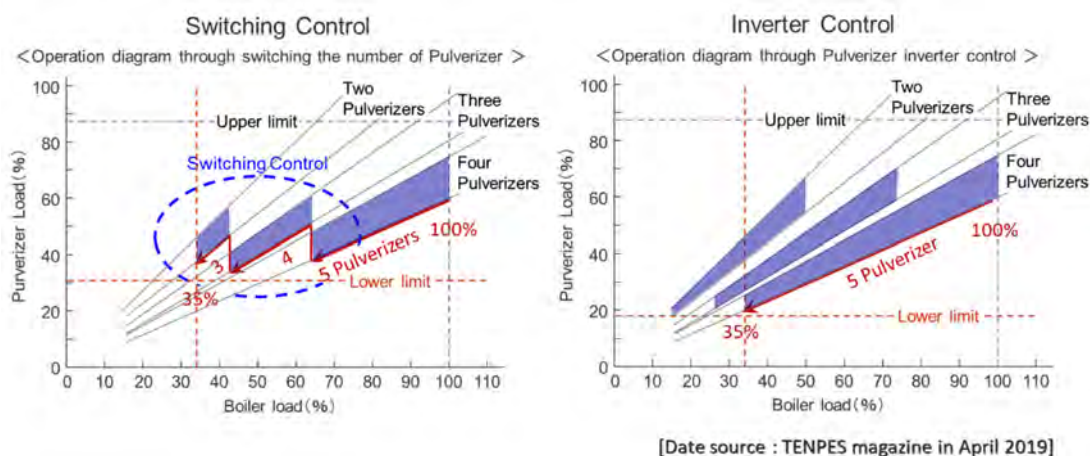 Switching Control
<Operation diagram through switching the number of Pulverizer>
100
80
60
40
20
0
Purverizer Load(%)
Two
Pulverizers
Three
Pulverizers
Four
Pulverizers
Upper limit
Switching Control
100%
5 Pulverizers
4
3
Lower limit
35%
0 10 20 30 40 50 60 70 80 90 100 110
Boiler load(%)
Inverter Control
<Operation diagram through Pulverizer inverter control>
100
80
60
40
20
0
Purverizer Load(%)
Two
Pulverizers
Three
Pulverizers
Four
Pulverizers
Upper limit
100%
5 Pulverizer
Lower limit
35%
0 10 20 30 40 50 60 70 80 90 100 110
Boiler load(%)
[Date source : TENPES magazine in April 2019]